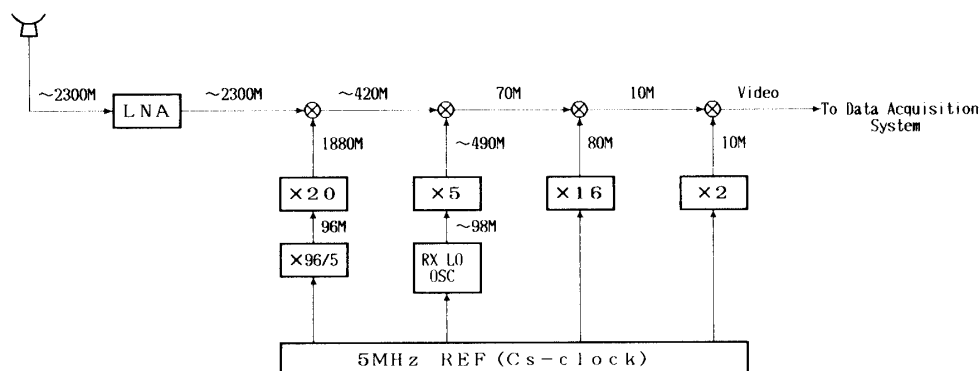 ~2300M
LNA
~2300M
~420M
70M
10M
Video
To Data Acquisition
System
1880M
~490M
80M
10M
×20
×5
×16
×2
96M
~98M
×96/5
RX LO
OSC
5MHz REF (Cs-clock)